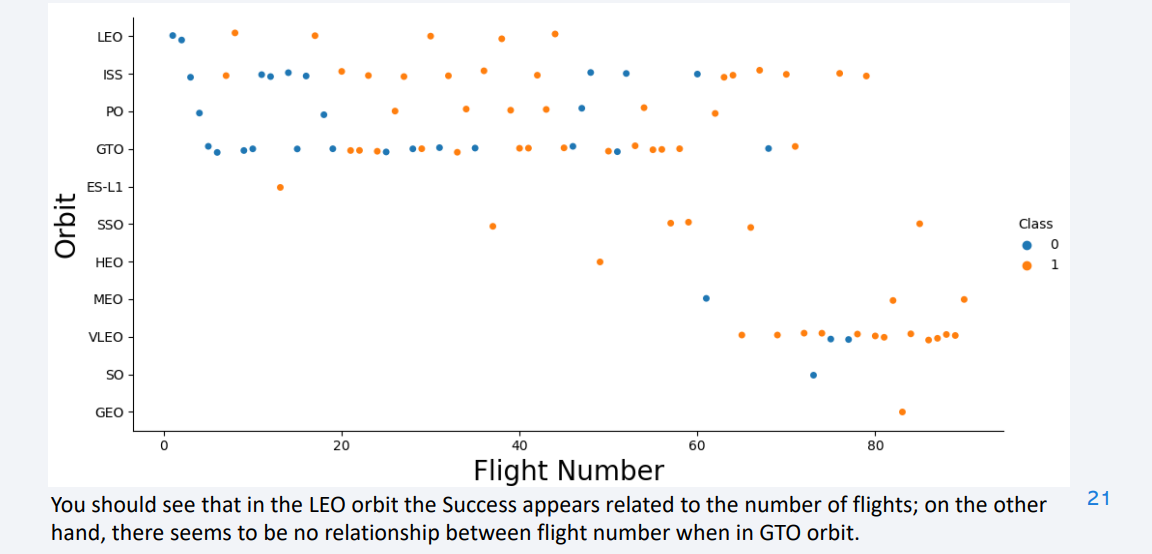 LEO
ISS
PO
GTO
ES-L1
SSO
HEO
MEO
VLEO
SO
GEO
Orbit
0 20 40 60 80
Flight Number
Class
0
1
You should see that in the LEO orbit the Success appears related to the number of flights; on the other
hand, there seems to be no relationship between flight number when in GTO orbit.
21